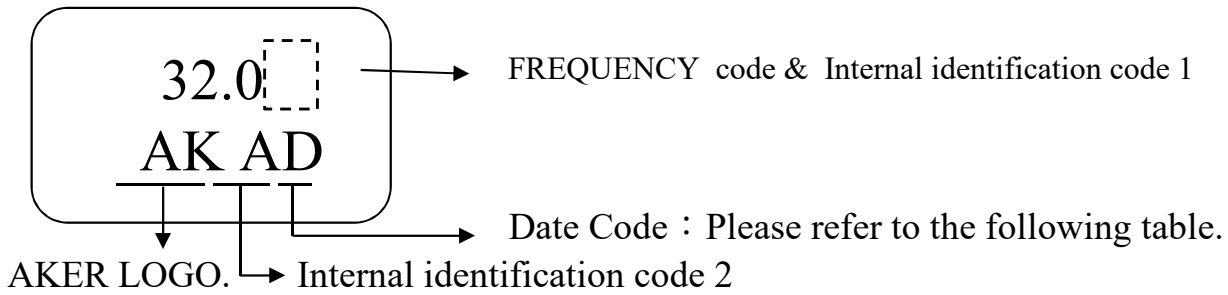 32.0
FREQUENCY code & Internal identification code 1
AK AD
Date Code：Please refer to the following table.
AKER LOGO.
Internal identification code 2